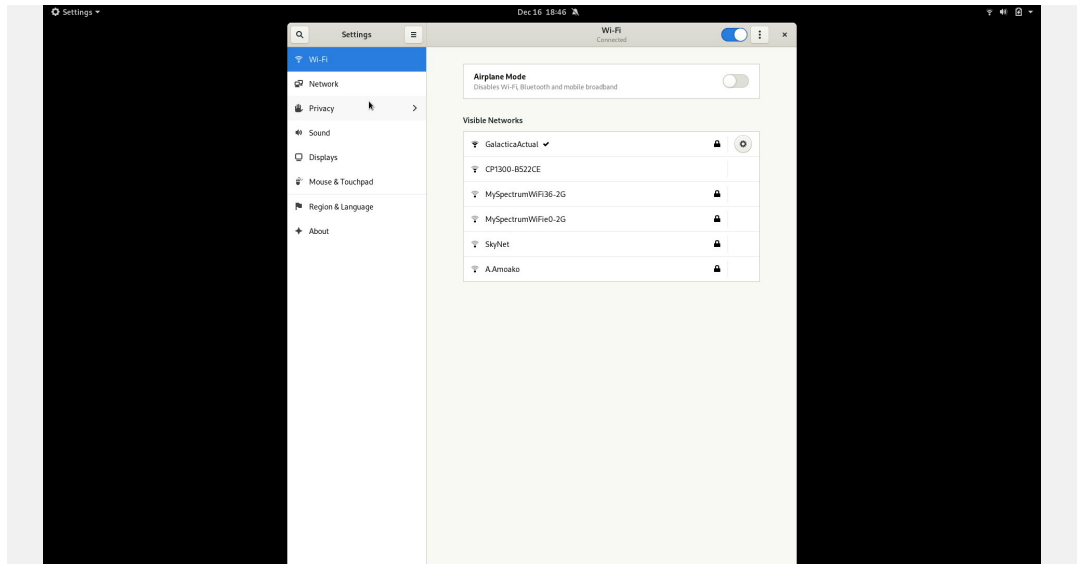 Settings
Dec 16 18:46
Settings
Wi-Fi
Connected
Wi-Fi
Network
Privacy
Sound
Displays
Mouse & Touchpad
Region & Language
About
Airplane Mode
Disables Wi-Fi, Bluetooth and mobile broadband
Visible Networks
GalacticaActual
CP1300-B522CE
MySpectrumWiFi36-2G
MySpectrumWiFie0-2G
SkyNet
A.Amoako